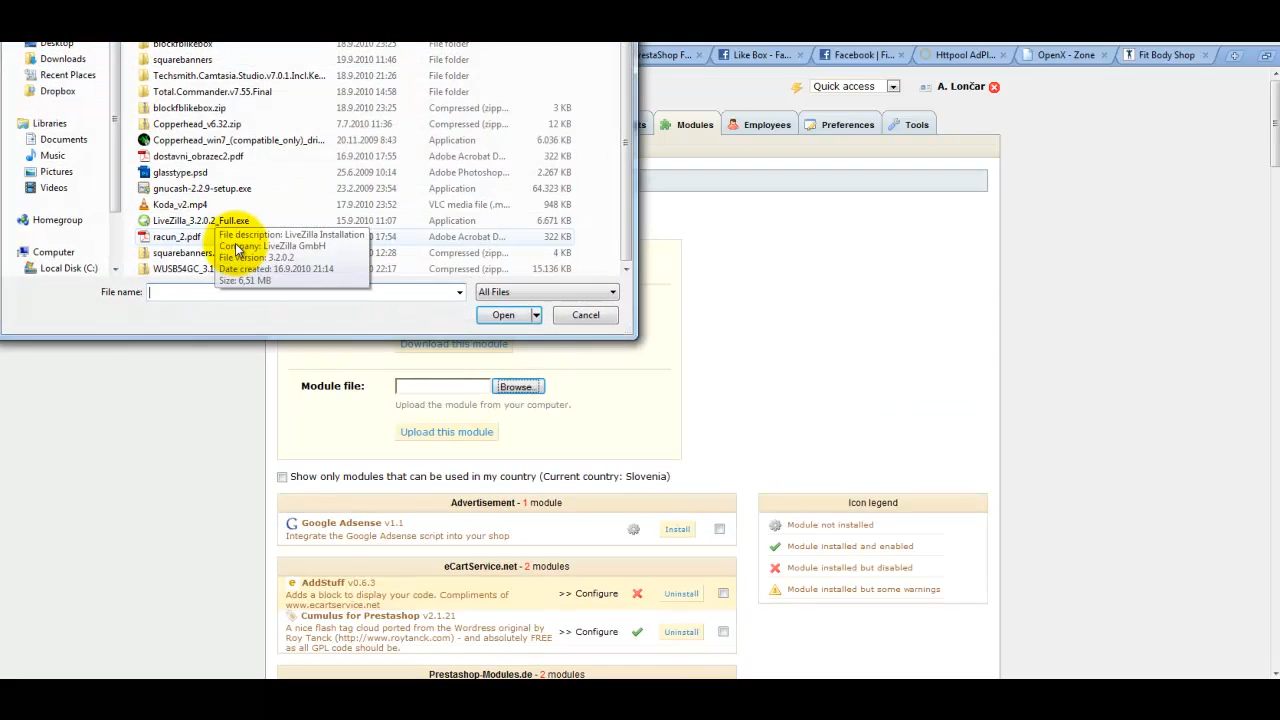 Desktop
Downloads
Recent Places
Dropbox
Libraries
Documents
Music
Pictures
Videos
Homegroup
Computer
Local Disk (C:)
blockfblikebox 18.9.2010 23:25 File folder
squarebanners 19.9.2010 11:46 File folder
Techsmith.Camtasia.Studio.v7.0.1.Incl.Ke... 18.9.2010 21:26 File folder
Total.Commander.v7.55.Final 18.9.2010 14:58 File folder
blockfblikebox.zip 18.9.2010 23:25 Compressed (zipp... 3 KB
Copperhead_v6.32.zip 7.7.2010 11:36 Compressed (zipp... 6.036 KB
Copperhead_win7_(compatible_only)_dri... 20.11.2009 8:43 Application 6.036 KB
dostavni_obrazec2.pdf 16.9.2010 17:55 Adobe Acrobat D... 322 KB
glasstype.psd 25.6.2009 10:14 Adobe Photoshop... 2.267 KB
gnucash-2.2.9-setup.exe 23.2.2009 23:54 Application 64.323 KB
Koda_v2.mp4 17.9.2010 23:52 VLC media file (.m... 948 KB
LiveZilla_3.2.0.2_Full.exe 15.9.2010 11:07 Application 6.671 KB
racun_2.pdf 17:54 Adobe Acrobat D... 322 KB
squarebanners. 12:28 Compressed (zipp... 4 KB
WUSB54GC_3.1 22:17 Compressed (zipp... 15.136 KB
File description: LiveZilla Installation
Company: LiveZilla GmbH
File version: 3.2.0.2
Date created: 16.9.2010 21:14
Size: 6,51 MB
File name: All Files
Open Cancel
PrestaShop F... Like Box - Fa... Facebook | Fi... Httpool AdPl... OpenX - Zone Fit Body Shop
Quick access A. Lončar
ts Modules Employees Preferences Tools
Download this module
Module file: Browse...
Upload the module from your computer.
Upload this module
Show only modules that can be used in my country (Current country: Slovenia)
Advertisement - 1 module
Google Adsense v1.1
Integrate the Google Adsense script into your shop
Install
eCartService.net - 2 modules
AddStuff v0.6.3
Adds a block to display your code. Compliments of
www.ecartservice.net
>> Configure Uninstall
Cumulus for Prestashop v2.1.21
A nice flash tag cloud ported from the Wordress original by
Roy Tanck (http://www.roytanck.com) - and absolutely FREE
as all GPL code should be.
>> Configure Uninstall
Prestashop-Modules.de - 2 modules
Icon legend
Module not installed
Module installed and enabled
Module installed but disabled
Module installed but some warnings